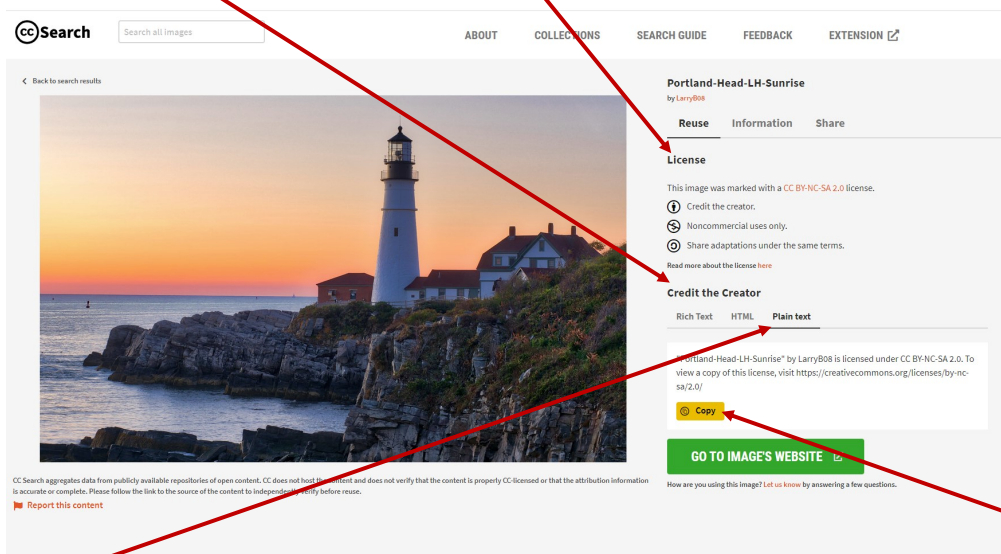 cc Search
Search all images
ABOUT COLLECTIONS SEARCH GUIDE FEEDBACK EXTENSION
Back to search results
Portland-Head-LH-Sunrise
by LarryB08
Reuse Information Share
License
This image was marked with a CC BY-NC-SA 2.0 license.
Credit the creator.
Noncommercial uses only.
Share adaptations under the same terms.
Read more about the license here
Credit the Creator
Rich Text HTML Plain text
"Portland-Head-LH-Sunrise" by LarryB08 is licensed under CC BY-NC-SA 2.0. To
view a copy of this license, visit https://creativecommons.org/licenses/by-nc-
sa/2.0/
Copy
GO TO IMAGE'S WEBSITE
How are you using this image? Let us know by answering a few questions.
CC Search aggregates data from publicly available repositories of open content. CC does not host the content and does not verify that the content is properly CC-licensed or that the attribution information
is accurate or complete. Please follow the link to the source of the content to independently verify before reuse.
Report this content